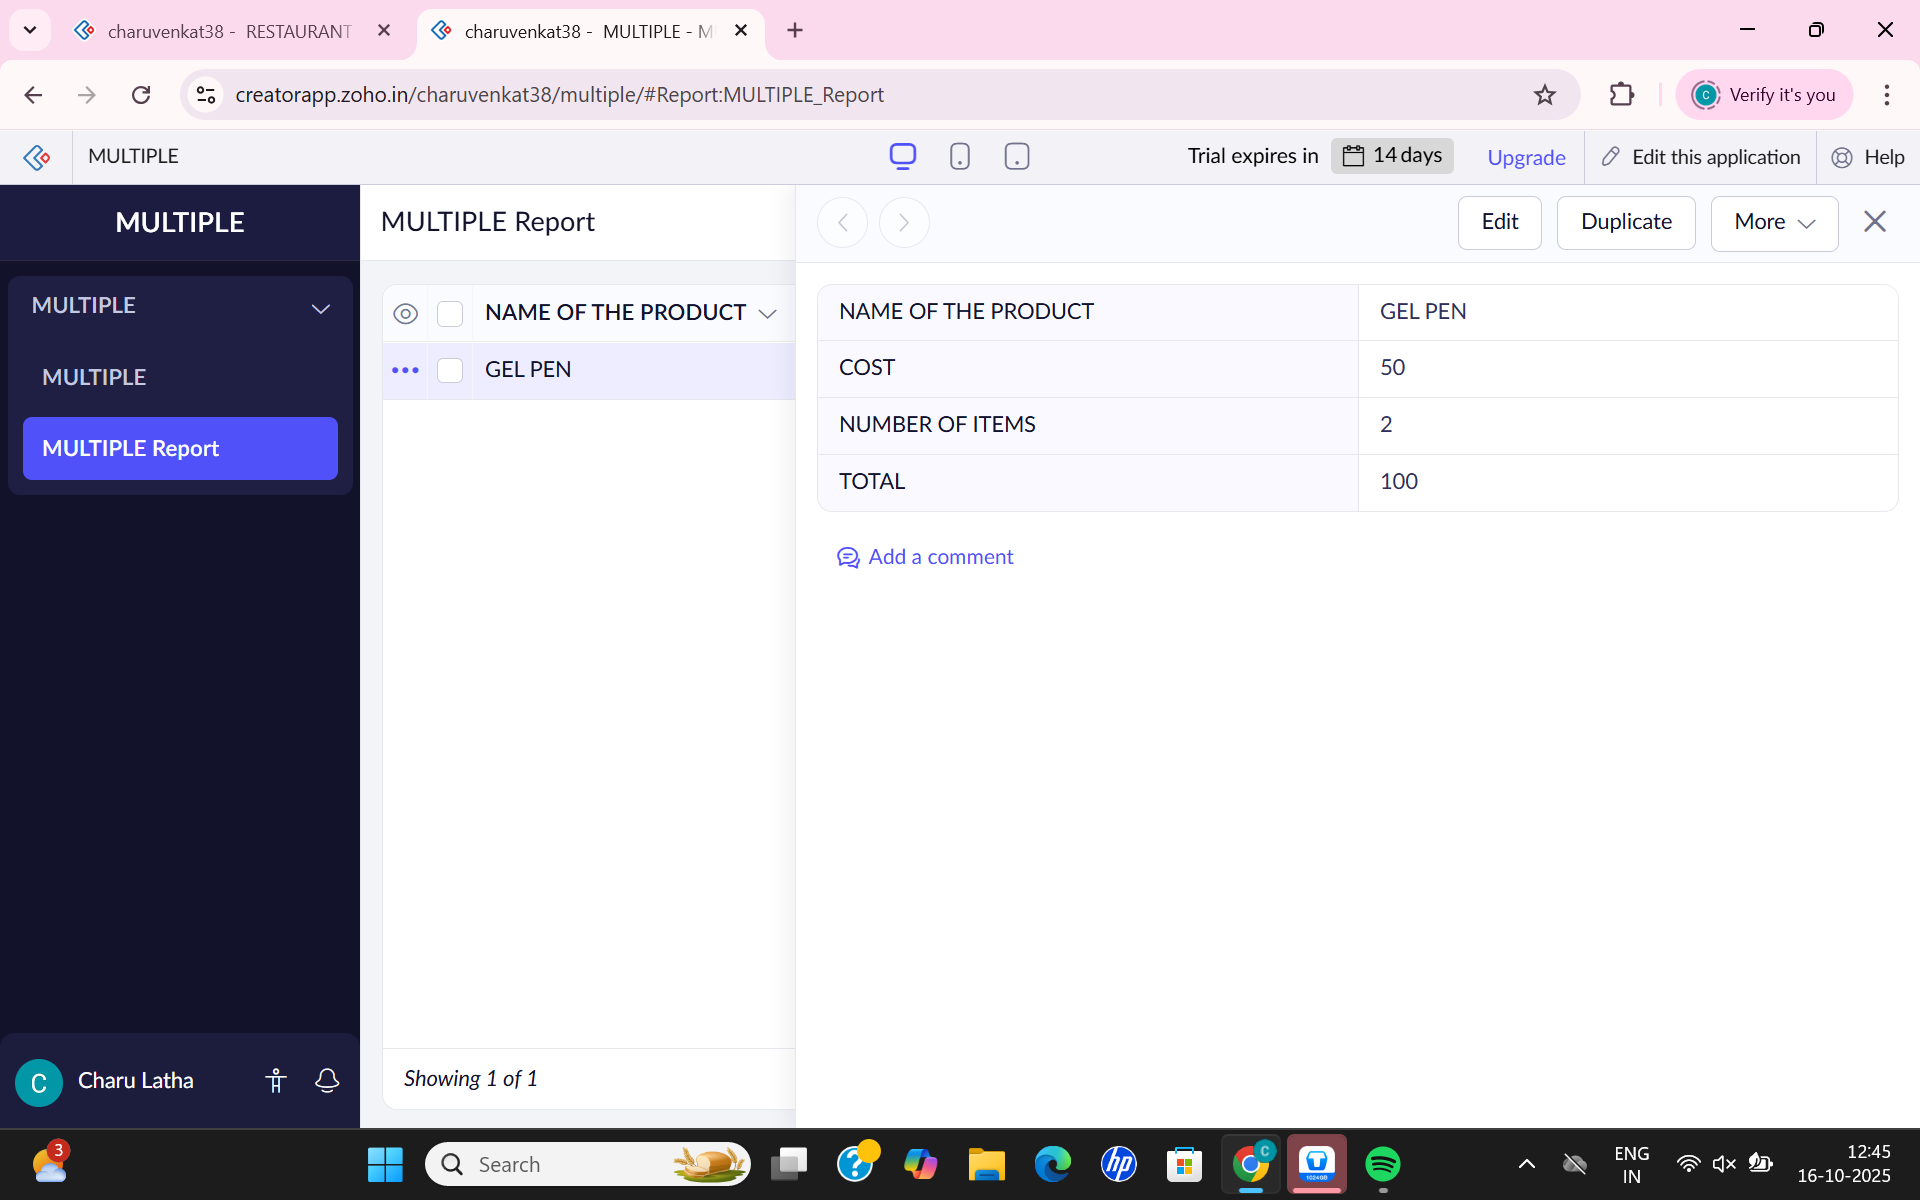 charuvenkat38 - RESTAURANT
charuvenkat38 - MULTIPLE - M
creatorapp.zoho.in/charuvenkat38/multiple/#Report:MULTIPLE_Report
C
Verify it's you
MULTIPLE
Trial expires in
14 days
Upgrade
Edit this application
Help
MULTIPLE
MULTIPLE
MULTIPLE
MULTIPLE Report
MULTIPLE Report
NAME OF THE PRODUCT
GEL PEN
Showing 1 of 1
Edit
Duplicate
More
NAME OF THE PRODUCT GEL PEN
COST 50
NUMBER OF ITEMS 2
TOTAL 100
Add a comment
C
Charu Latha
3
Search
hp
C
1024GB
ENG
IN
12:45
16-10-2025